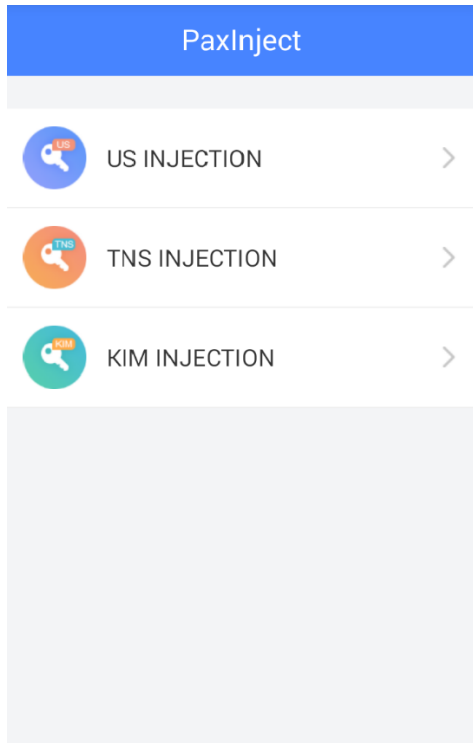 PaxInject
US
US INJECTION
TNS
TNS INJECTION
KIM
KIM INJECTION